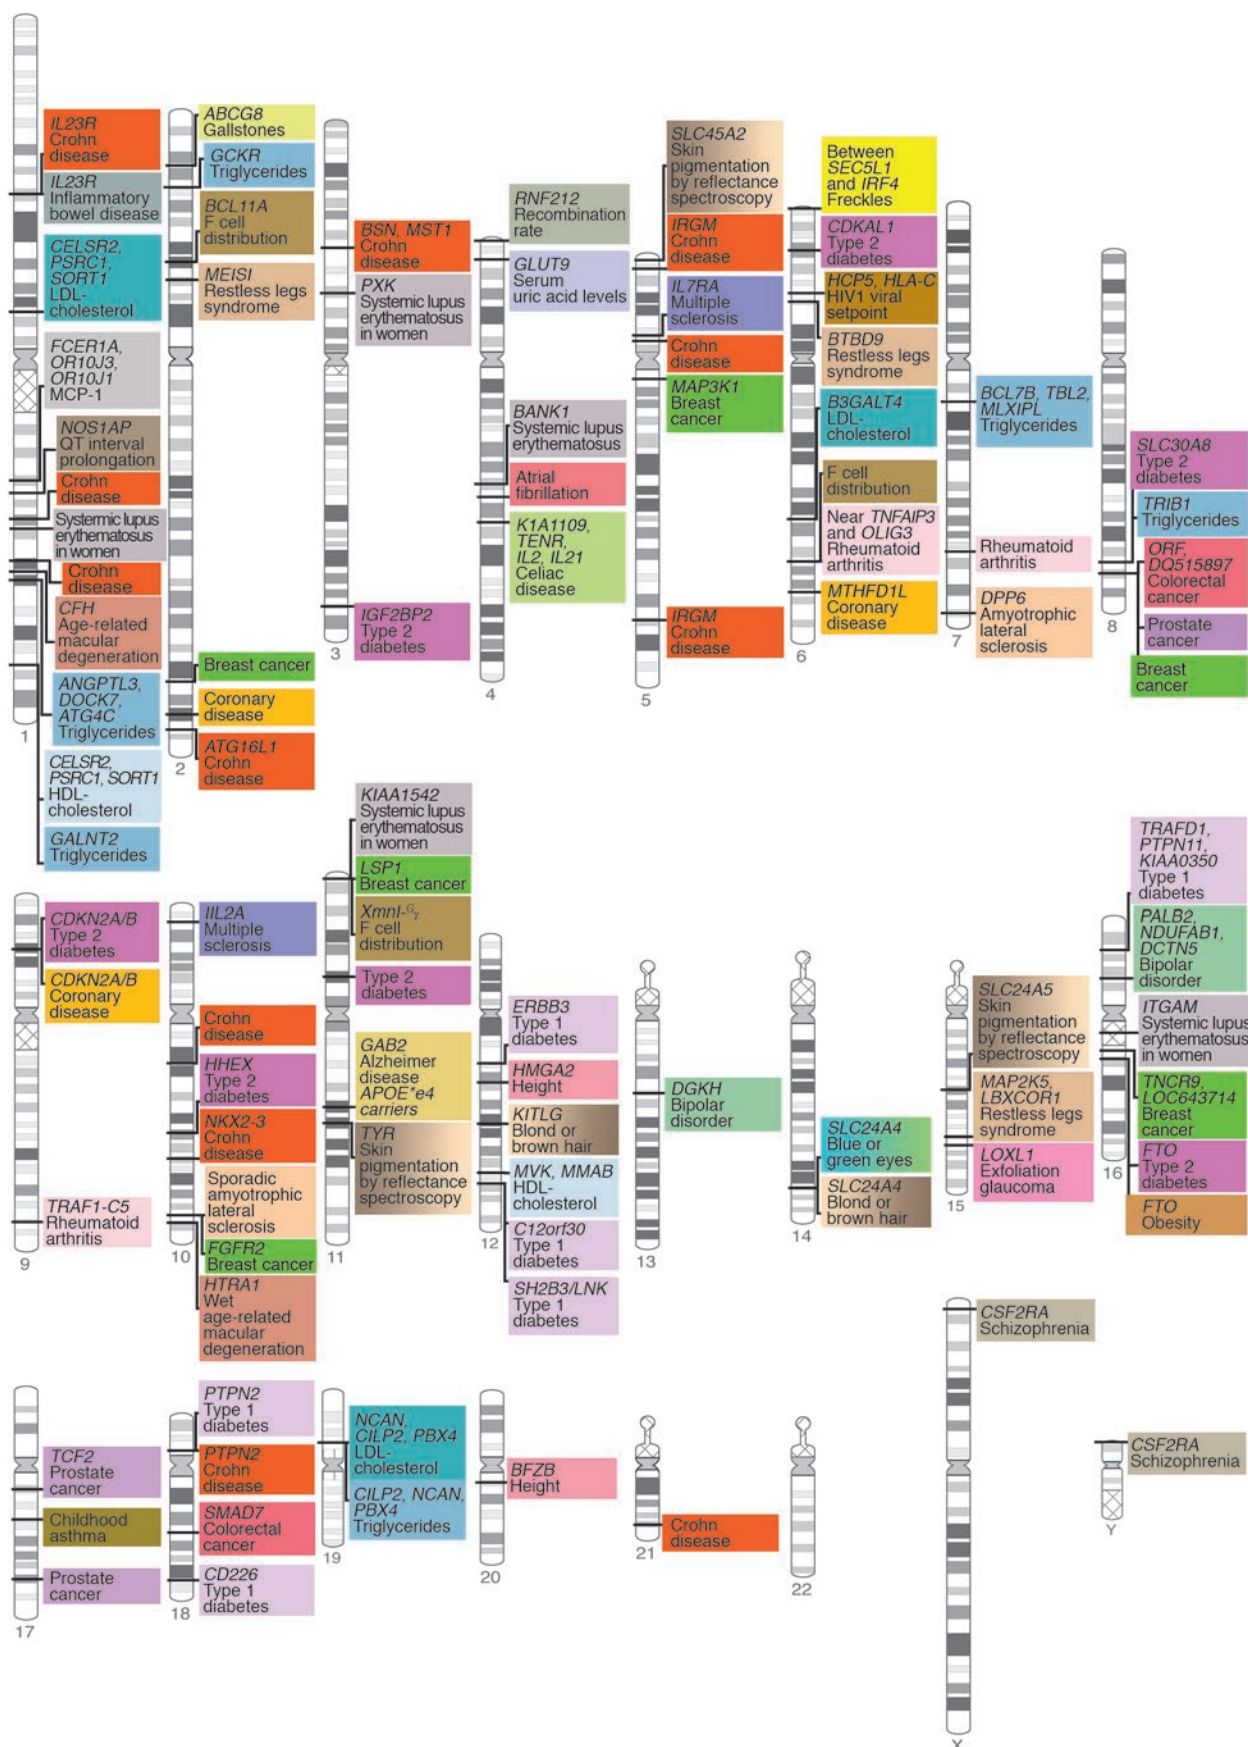 IL23R
Crohn
disease
IL23R
Inflammatory
bowel disease
CELSR2,
PSRC1,
SORT1
LDL-
cholesterol
FCER1A,
OR10J3,
OR10J1
MCP-1
NOS1AP
QT interval
prolongation
Crohn
disease
Systermic lupus
erythematosus
in women
Crohn
disease
CFH
Age-related
macular
degeneration
ANGPTL3,
DOCK7,
ATG4C
Triglycerides
CELSR2,
PSRC1, SORT1
HDL-
cholesterol
GALNT2
Triglycerides
1
ABCG8
Gallstones
GCKR
Triglycerides
BCL11A
F cell
distribution
MEISI
Restless legs
syndrome
Breast cancer
Coronary
disease
ATG16L1
Crohn
disease
2
BSN, MST1
Crohn
disease
PXK
Systemic lupus
erythematosus
in women
IGF2BP2
Type 2
diabetes
3
RNF212
Recombination
rate
GLUT9
Serum
uric acid levels
BANK1
Systemic lupus
erythematosus
Atrial
fibrillation
K1A1109,
TENR,
IL2, IL21
Celiac
disease
4
SLC45A2
Skin
pigmentation
by reflectance
spectroscopy
IRGM
Crohn
disease
IL7RA
Multiple
sclerosis
Crohn
disease
MAP3K1
Breast
cancer
IRGM
Crohn
disease
5
Between
SEC5L1
and IRF4
Freckles
CDKAL1
Type 2
diabetes
HCP5, HLA-C
HIV1 viral
setpoint
BTBD9
Restless legs
syndrome
B3GALT4
LDL-
cholesterol
F cell
distribution
Near TNFAIP3
and OLIG3
Rheumatoid
arthritis
MTHFD1L
Coronary
disease
6
BCL7B, TBL2,
MLXIPL
Triglycerides
Rheumatoid
arthritis
DPP6
Amyotrophic
lateral
sclerosis
7
SLC30A8
Type 2
diabetes
TRIB1
Triglycerides
ORF,
DQ515897
Colorectal
cancer
Prostate
cancer
Breast
cancer
8
CDKN2A/B
Type 2
diabetes
CDKN2A/B
Coronary
disease
TRAF1-C5
Rheumatoid
arthritis
9
IIL2A
Multiple
sclerosis
Crohn
disease
HHEX
Type 2
diabetes
NKX2-3
Crohn
disease
Sporadic
amyotrophic
lateral
sclerosis
FGFR2
Breast cancer
HTRA1
Wet
age-related
macular
degeneration
10
KIAA1542
Systemic lupus
erythematosus
in women
LSP1
Breast cancer
XmnI-Gγ
F cell
distribution
Type 2
diabetes
GAB2
Alzheimer
disease
APOE*e4
carriers
TYR
Skin
pigmentation
by reflectance
spectroscopy
11
ERBB3
Type 1
diabetes
HMGA2
Height
KITLG
Blond or
brown hair
MVK, MMAB
HDL-
cholesterol
C12orf30
Type 1
diabetes
SH2B3/LNK
Type 1
diabetes
12
DGKH
Bipolar
disorder
13
SLC24A4
Blue or
green eyes
SLC24A4
Blond or
brown hair
14
SLC24A5
Skin
pigmentation
by reflectance
spectroscopy
MAP2K5,
LBXCOR1
Restless legs
syndrome
LOXL1
Exfoliation
glaucoma
15
TRAFD1,
PTPN11,
KIAA0350
Type 1
diabetes
PALB2,
NDUFAB1,
DCTN5
Bipolar
disorder
ITGAM
Systemic lupus
erythematosus
in women
TNCR9,
LOC643714
Breast
cancer
FTO
Type 2
diabetes
FTO
Obesity
16
TCF2
Prostate
cancer
Childhood
asthma
Prostate
cancer
17
PTPN2
Type 1
diabetes
PTPN2
Crohn
disease
SMAD7
Colorectal
cancer
CD226
Type 1
diabetes
18
NCAN,
CILP2, PBX4
LDL-
cholesterol
CILP2, NCAN,
PBX4
Triglycerides
19
BFZB
Height
20
Crohn
disease
21
22
CSF2RA
Schizophrenia
X
CSF2RA
Schizophrenia
Y